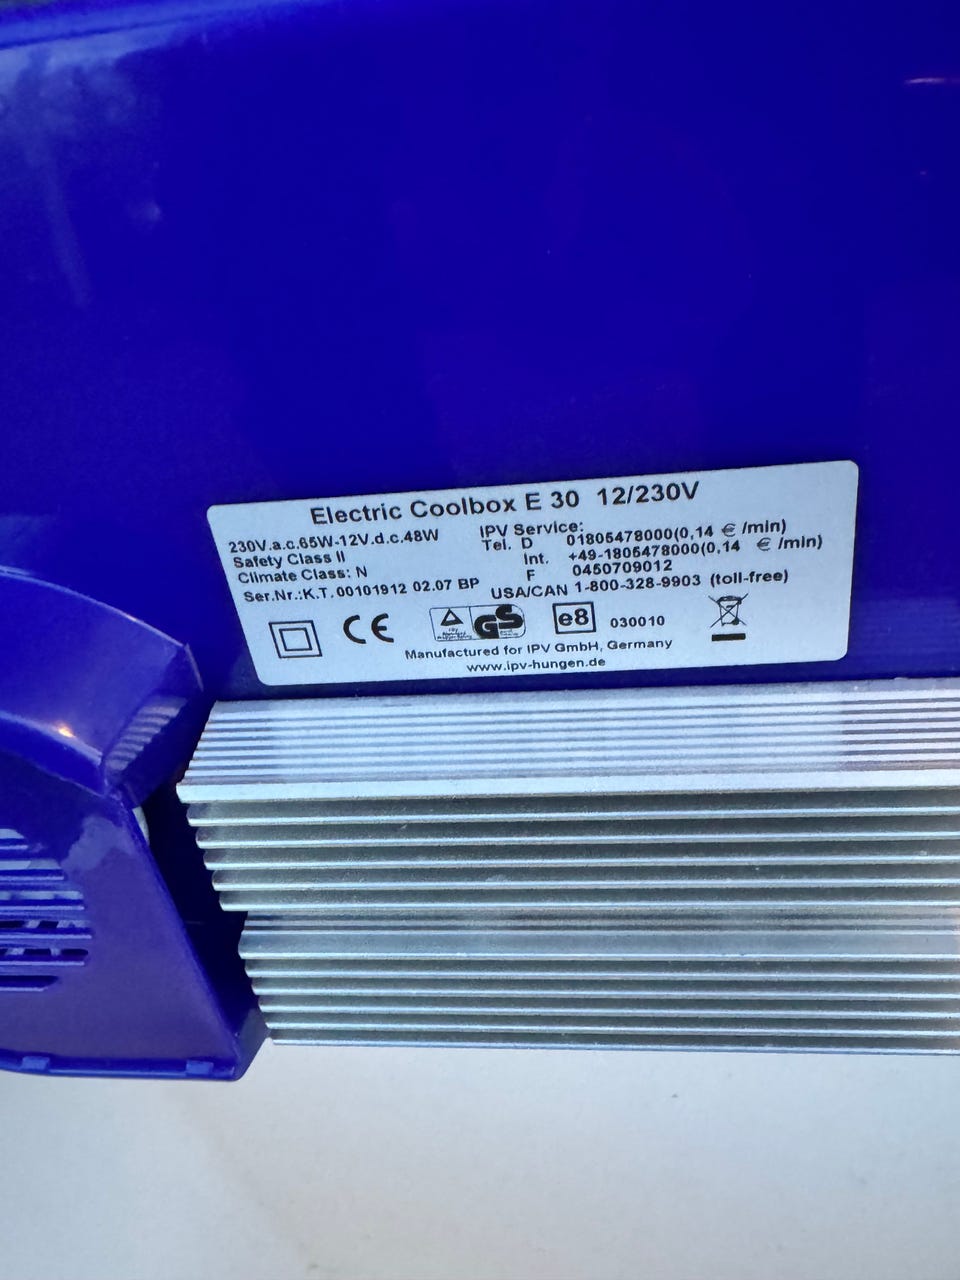 Electric Coolbox E 30 12/230V
230V.a.c.65W-12V.d.c.48W
Safety Class II
Climate Class: N
Ser.Nr.:K.T.00101912 02.07 BP
IPV Service:
Tel. D 01805478000(0,14 € /min)
Int. +49-1805478000(0,14 € /min)
F 0450709012
USA/CAN 1-800-328-9903 (toll-free)
CE
GS
e8
030010
Manufactured for IPV GmbH, Germany
www.ipv-hungen.de